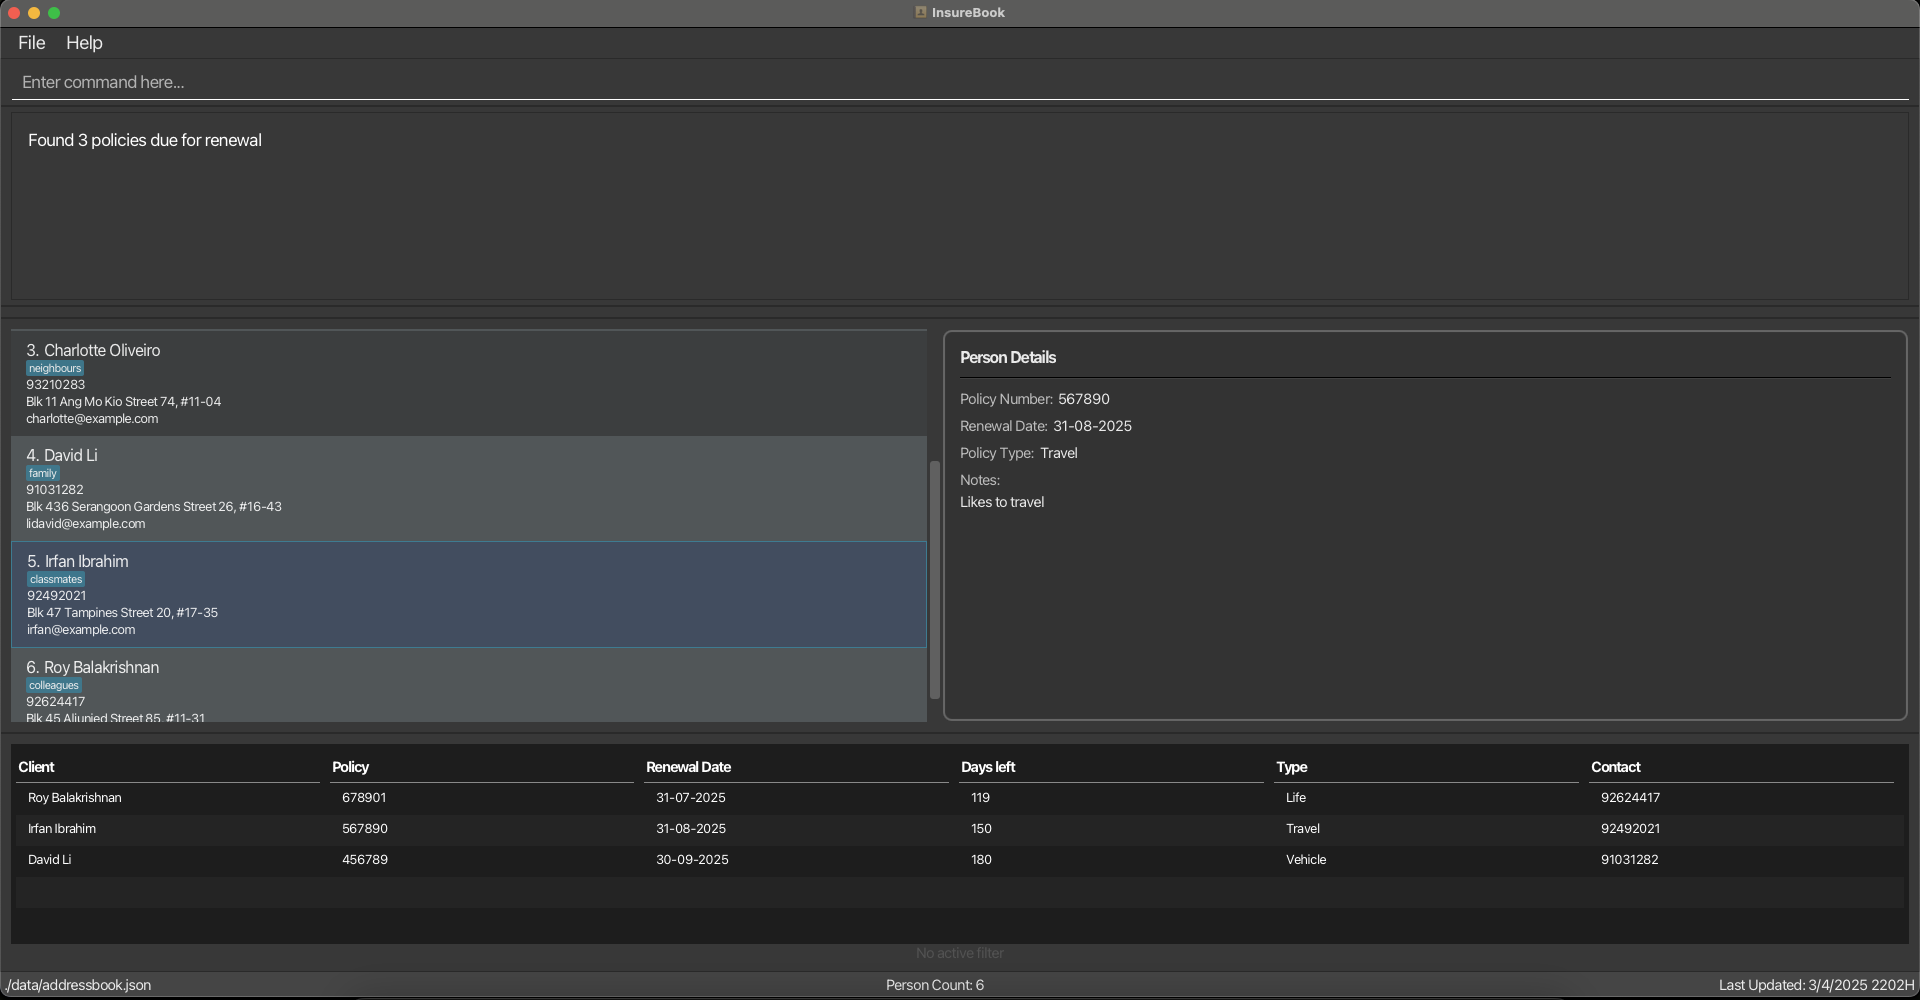 InsureBook
File Help
Enter command here...
Found 3 policies due for renewal
3. Charlotte Oliveiro
neighbours
93210283
Blk 11 Ang Mo Kio Street 74, #11-04
charlotte@example.com
4. David Li
family
91031282
Blk 436 Serangoon Gardens Street 26, #16-43
lidavid@example.com
5. Irfan Ibrahim
classmates
92492021
Blk 47 Tampines Street 20, #17-35
irfan@example.com
6. Roy Balakrishnan
colleagues
92624417
Blk 45 Aljunied Street 85, #11-31
Person Details
Policy Number: 567890
Renewal Date: 31-08-2025
Policy Type: Travel
Notes:
Likes to travel
Client Policy Renewal Date Days left Type Contact
Roy Balakrishnan 678901 31-07-2025 119 Life 92624417
Irfan Ibrahim 567890 31-08-2025 150 Travel 92492021
David Li 456789 30-09-2025 180 Vehicle 91031282
No active filter
./data/addressbook.json Person Count: 6 Last Updated: 3/4/2025 2202H